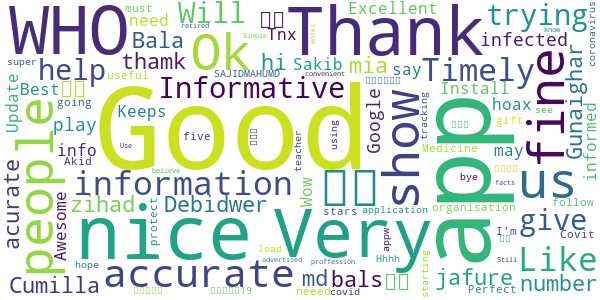 WHO
Thank
Good
nice
Very
app
Ok
Will
trying
Excellent
must
need
Bala
Tnx
infected
coronavirus
super
retired
Simple
works
know
convenient
help
thamk
hi
Sakib
mia
say
Timely
fine
Gunaighar
Informative
useful
going
SAJIDMAHUMD
Best
Update
Keeps
five
Google
Install
hoax
gift
see
informed
people
play
info
Akid
using
show
tracking
may
Medicine
bye
facts
teacher
Use
believe
acurate
Awesome
information
us
zihad
Debidwer
Wow
protect
stars
application
organisation
follow
I'm
give
Covit
appw
Hhhh
Still
starting
Like
accurate
hope
load
advertised
proffession
md
bals
neeed
covid
jafure
Perfect
number
Cumilla
19